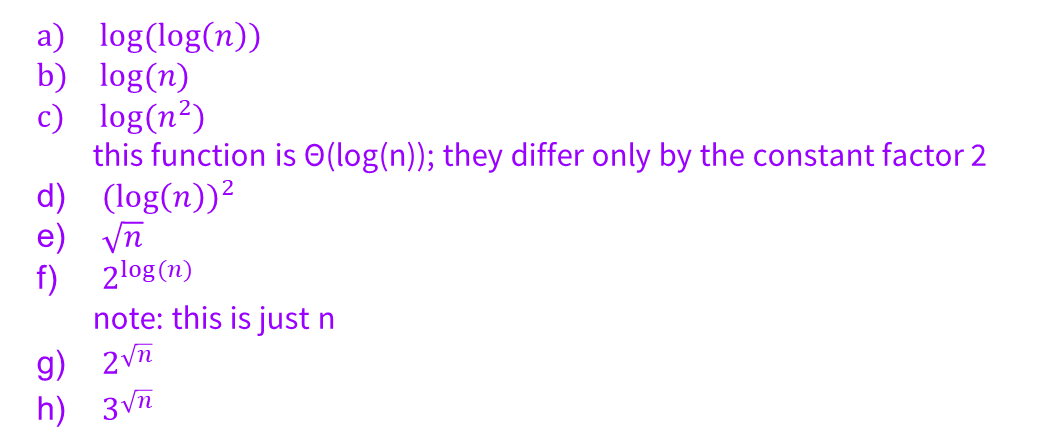 a) log(log(n))
b) log(n)
c) log(n²)
this function is Θ(log(n)); they differ only by the constant factor 2
d) (log(n))²
e) √n
f) 2^log(n)
note: this is just n
g) 2^√n
h) 3^√n